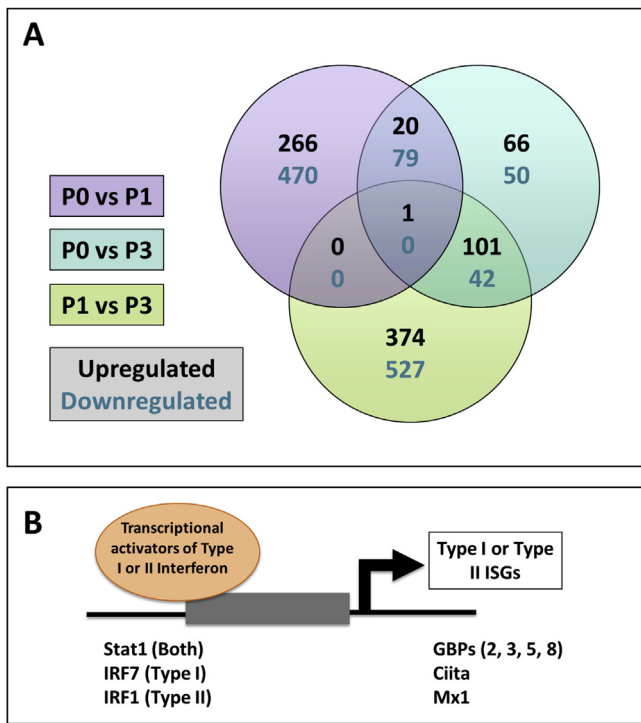 A
266
470
20
79
66
50
P0 vs P1
P0 vs P3
P1 vs P3
1
0
0
0
101
42
374
527
Upregulated
Downregulated
B
Transcriptional
activators of Type
I or II Interferon
Type I or Type
II ISGs
Stat1 (Both)
IRF7 (Type I)
IRF1 (Type II)
GBPs (2, 3, 5, 8)
Ciita
Mx1